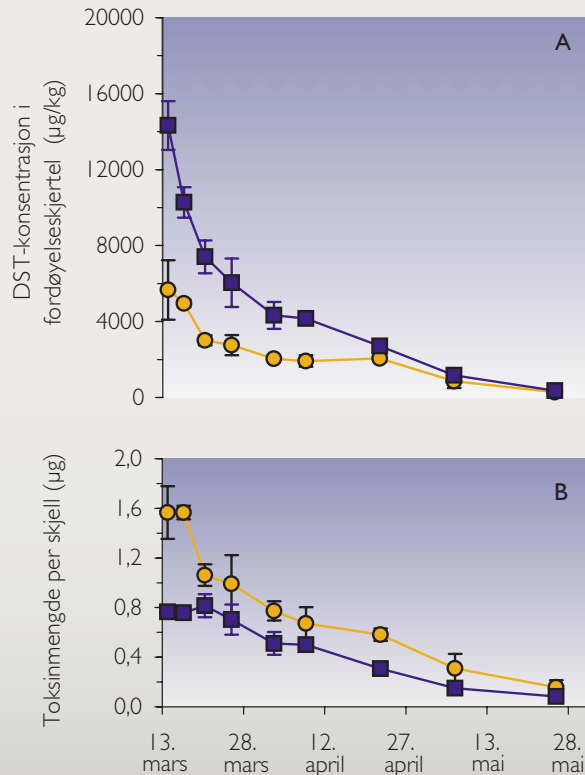 20000
16000
12000
8000
4000
0
DST-konsentrasjon i
fordøyelseskjertel (µg/kg)
A
2,0
1,6
1,2
0,8
0,4
0,0
Toksinmengde per skjell (µg)
B
13. 28. 12. 27. 13. 28.
mars mars april april mai mai